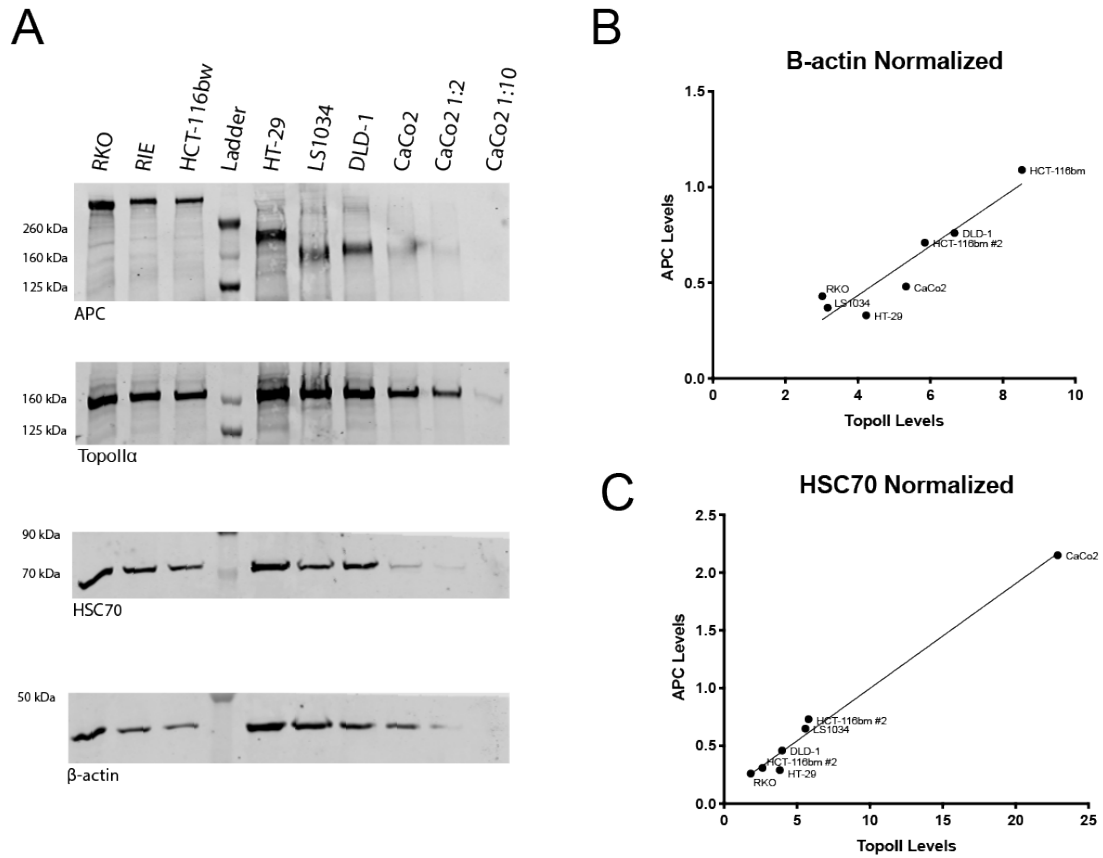 A
RKO
RIE
HCT-116bw
Ladder
HT-29
LS1034
DLD-1
CaCo2
CaCo2 1:2
CaCo2 1:10
260 kDa
160 kDa
125 kDa
APC
160 kDa
125 kDa
TopoIIα
90 kDa
70 kDa
HSC70
50 kDa
β-actin
B
B-actin Normalized
1.5
1.0
0.5
0.0
APC Levels
HCT-116bm
DLD-1
HCT-116bm #2
CaCo2
RKO
LS1034
HT-29
0 2 4 6 8 10
TopoII Levels
C
HSC70 Normalized
2.5
2.0
1.5
1.0
0.5
0.0
APC Levels
CaCo2
HCT-116bm #2
LS1034
DLD-1
HCT-116bm #2
HT-29
RKO
0 5 10 15 20 25
TopoII Levels